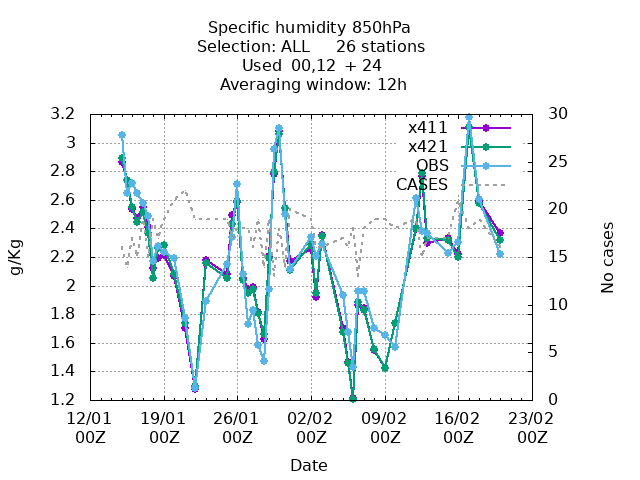 Specific humidity 850hPa
Selection: ALL 26 stations
Used 00,12 + 24
Averaging window: 12h
3.2
3
2.8
2.6
2.4
2.2
2
1.8
1.6
1.4
1.2
g/Kg
x411
x421
OBS
CASES
30
25
20
15
10
5
0
No cases
12/01 19/01 26/01 02/02 09/02 16/02 23/02
00Z 00Z 00Z 00Z 00Z 00Z 00Z
Date